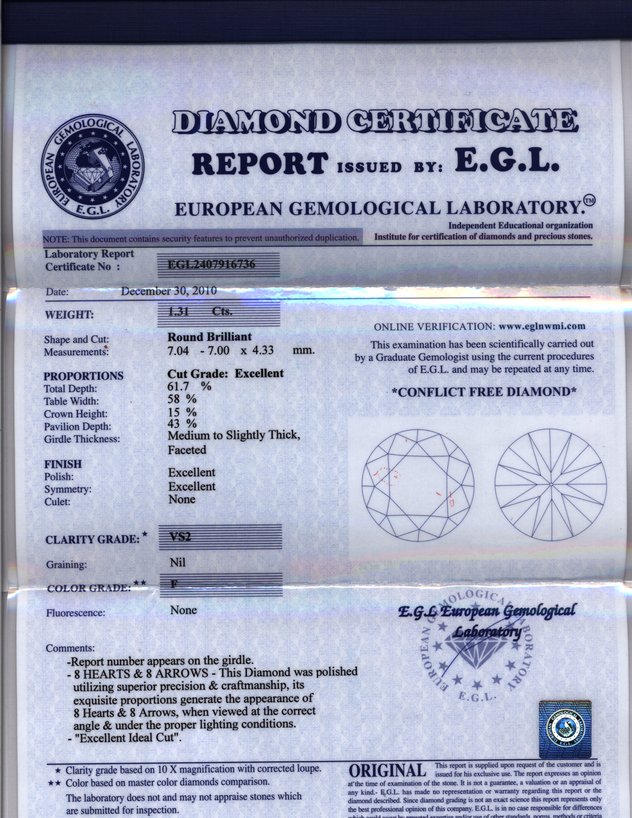 DIAMOND CERTIFICATE
REPORT ISSUED BY: E.G.L.
EUROPEAN GEMOLOGICAL LABORATORY.™
EUROPEAN GEMOLOGICAL LABORATORY
E.G.L.
Independent Educational organization
NOTE: This document contains security features to prevent unauthorized duplication.
Institute for certification of diamonds and precious stones.
Laboratory Report
Certificate No : EGL2407916736
Date: December 30, 2010
WEIGHT: 1.31 Cts.
Shape and Cut: Round Brilliant
Measurements: 7.04 - 7.00 x 4.33 mm.
PROPORTIONS Cut Grade: Excellent
Total Depth: 61.7 %
Table Width: 58 %
Crown Height: 15 %
Pavilion Depth: 43 %
Girdle Thickness: Medium to Slightly Thick,
Faceted
FINISH
Polish: Excellent
Symmetry: Excellent
Culet: None
CLARITY GRADE:* VS2
Graining: Nil
COLOR GRADE:** F
Fluorescence: None
ONLINE VERIFICATION: www.eglnwmi.com
This examination has been scientifically carried out
by a Graduate Gemologist using the current procedures
of E.G.L. and may be repeated at any time.
*CONFLICT FREE DIAMOND*
E.G.L European Gemological
Laboratory
EUROPEAN GEMOLOGICAL LABORATORY
E.G.L.
Comments:
-Report number appears on the girdle.
- 8 HEARTS & 8 ARROWS - This Diamond was polished
utilizing superior precision & craftmanship, its
exquisite proportions generate the appearance of
8 Hearts & 8 Arrows, when viewed at the correct
angle & under the proper lighting conditions.
- "Excellent Ideal Cut".
★ Clarity grade based on 10 X magnification with corrected loupe.
★★ Color based on master color diamonds comparison.
The laboratory does not and may not appraise stones which
are submitted for inspection.
ORIGINAL This report is supplied upon request of the customer and is
issued for his exclusive use. The report expresses an opinion
at the time of examination of the stone. It is not a guarantee, a valuation or an appraisal of
any kind.- E.G.L. has made no representation or warranty regarding this report or the
diamond described. Since diamond grading is not an exact science this report represents only
the best professional opinion of this company. E.G.L. is in no case responsible for differences